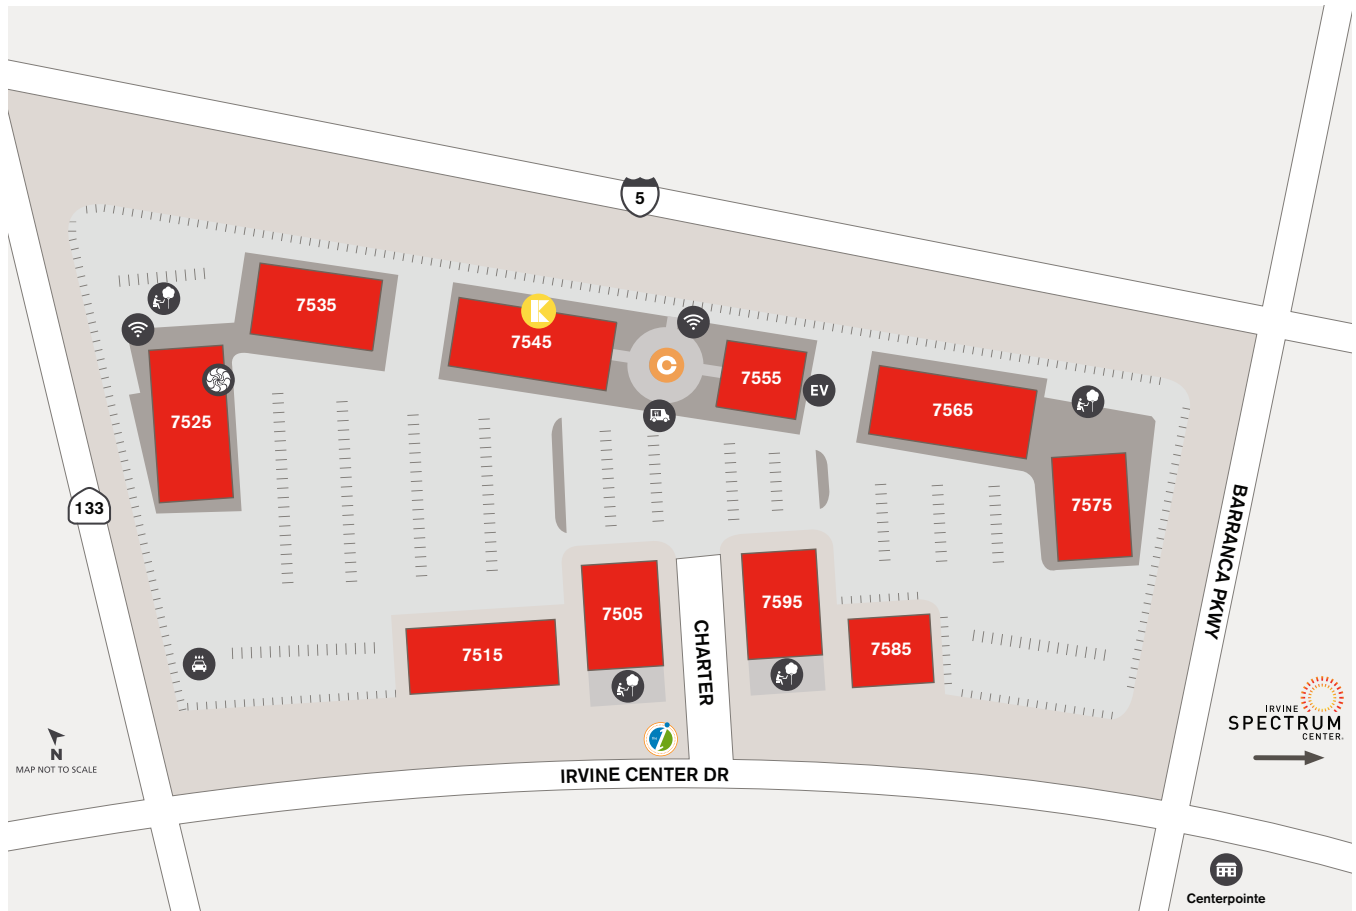 5
7535
7545
7555
EV
7565
7525
7575
133
7505
7595
7515
7585
CHARTER
BARRANCA PKWY
IRVINE
SPECTRUM
CENTER
N
MAP NOT TO SCALE
IRVINE CENTER DR
Centerpointe